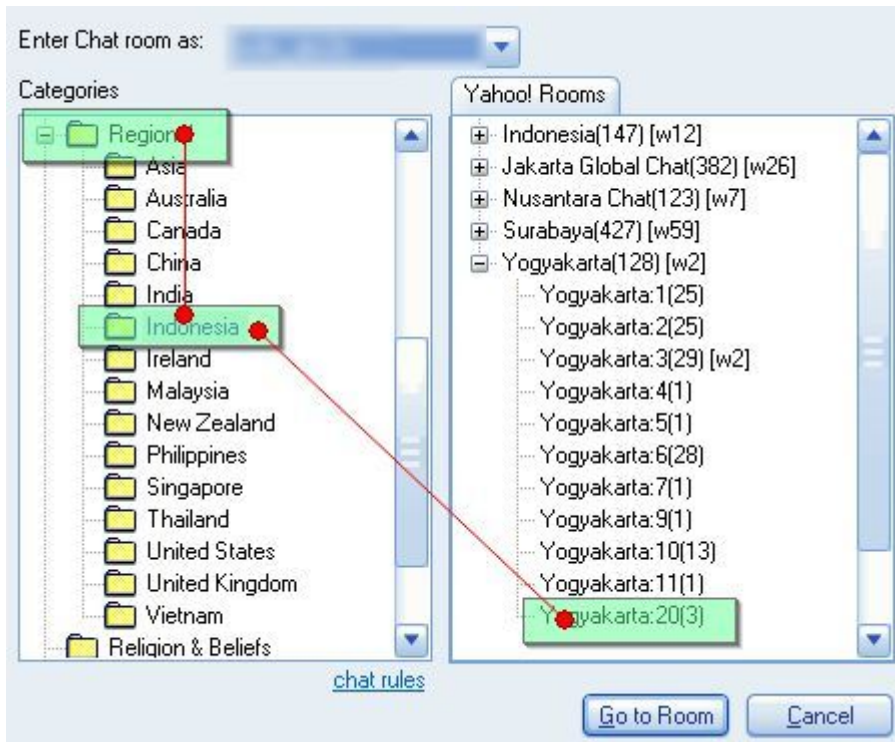 Enter Chat room as:
Categories
Regional
Asia
Australia
Canada
China
India
Indonesia
Ireland
Malaysia
New Zealand
Philippines
Singapore
Thailand
United States
United Kingdom
Vietnam
Religion & Beliefs
chat rules
Yahoo! Rooms
Indonesia(147) [w12]
Jakarta Global Chat(382) [w26]
Nusantara Chat(123) [w7]
Surabaya(427) [w59]
Yogyakarta(128) [w2]
Yogyakarta:1(25)
Yogyakarta:2(25)
Yogyakarta:3(29) [w2]
Yogyakarta:4(1)
Yogyakarta:5(1)
Yogyakarta:6(28)
Yogyakarta:7(1)
Yogyakarta:9(1)
Yogyakarta:10(13)
Yogyakarta:11(1)
Yogyakarta:20(3)
Go to Room
Cancel